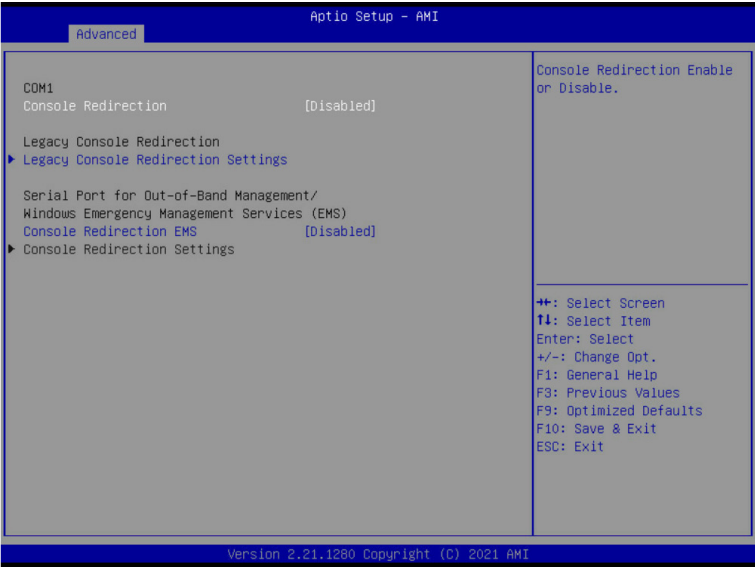 Aptio Setup – AMI
Advanced
COM1
Console Redirection [Disabled]
Legacy Console Redirection
Legacy Console Redirection Settings
Serial Port for Out-of-Band Management/
Windows Emergency Management Services (EMS)
Console Redirection EMS [Disabled]
Console Redirection Settings
Console Redirection Enable
or Disable.
→←: Select Screen
↑↓: Select Item
Enter: Select
+/-: Change Opt.
F1: General Help
F3: Previous Values
F9: Optimized Defaults
F10: Save & Exit
ESC: Exit
Version 2.21.1280 Copyright (C) 2021 AMI